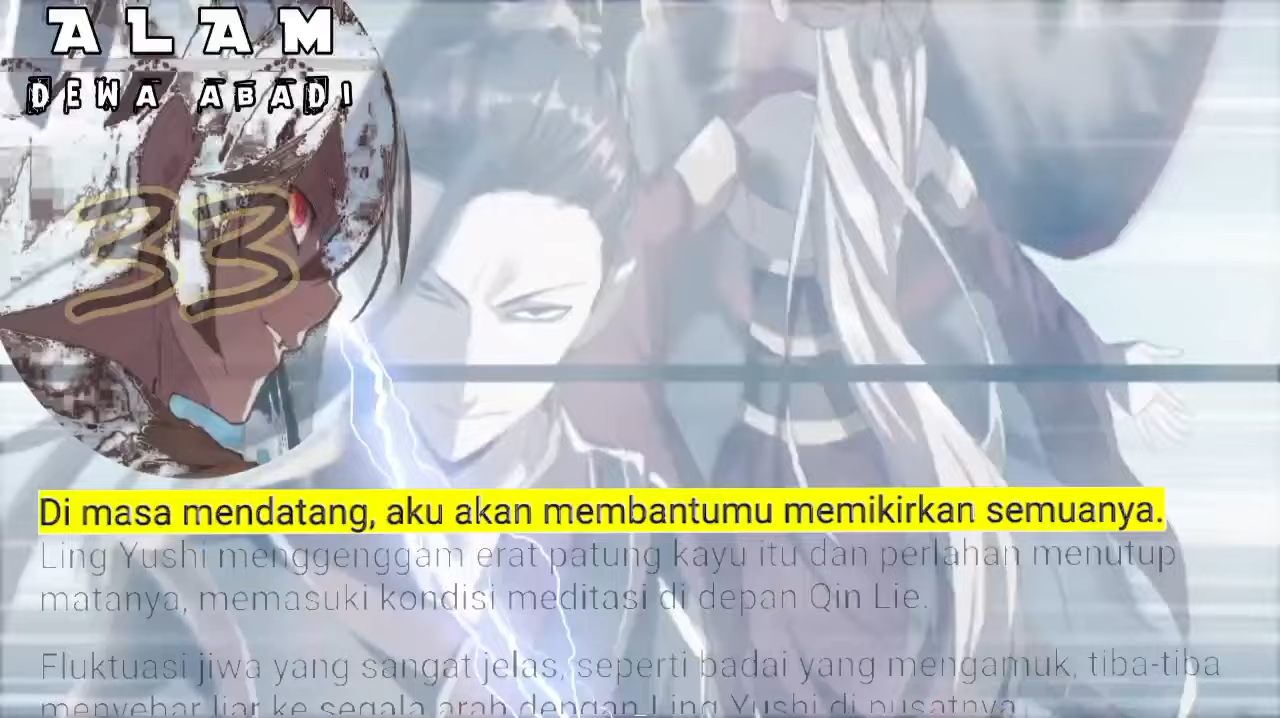 ALAM
DEWA ABADI
33
Di masa mendatang, aku akan membantumu memikirkan semuanya.
Ling Yushi menggenggam erat patung kayu itu dan perlahan menutup
matanya, memasuki kondisi meditasi di depan Qin Lie.
Fluktuasi jiwa yang sangat jelas, seperti badai yang mengamuk, tiba-tiba
menyebar liar ke segala arah dengan Ling Yushi di pusatnya.